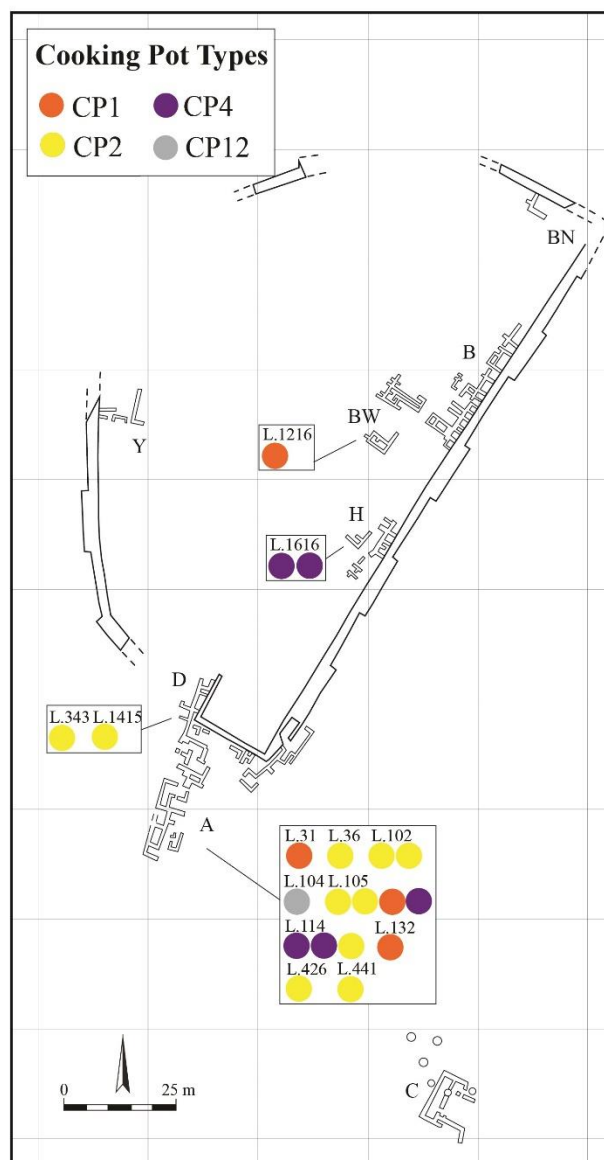 Cooking Pot Types
CP1 CP4
CP2 CP12
BN
B
BW
L.1216
Y
H
L.1616
D
L.343 L.1415
A
L.31 L.36 L.102
L.104 L.105
L.114 L.132
L.426 L.441
0 25 m
C